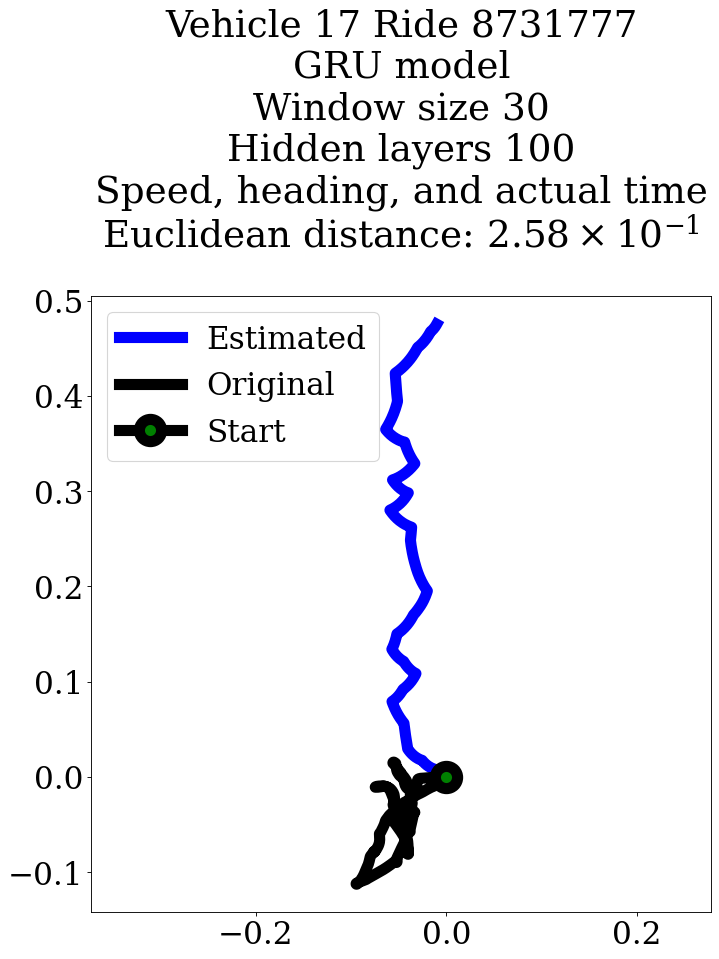 Vehicle 17 Ride 8731777
GRU model
Window size 30
Hidden layers 100
Speed, heading, and actual time
Euclidean distance: 2.58 × 10⁻¹
0.5
Estimated
Original
Start
0.4
0.3
0.2
0.1
0.0
−0.1
−0.2 0.0 0.2